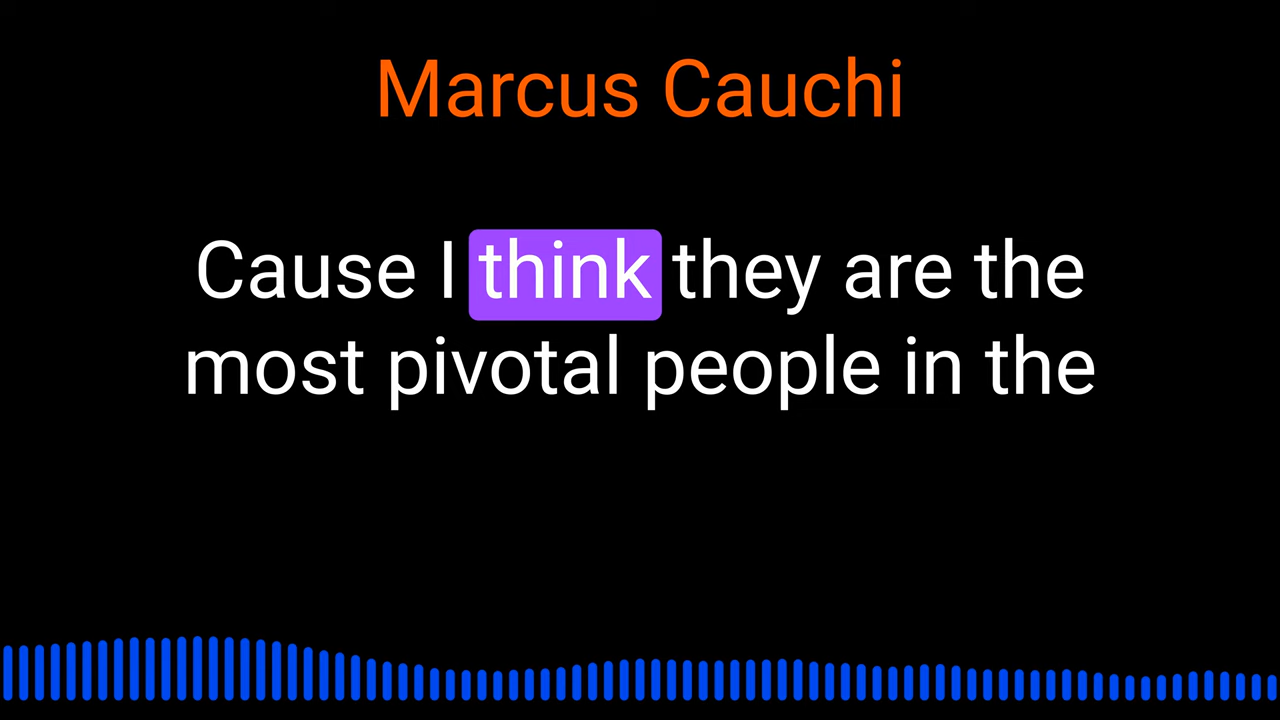 Marcus Cauchi
Cause I think they are the
most pivotal people in the